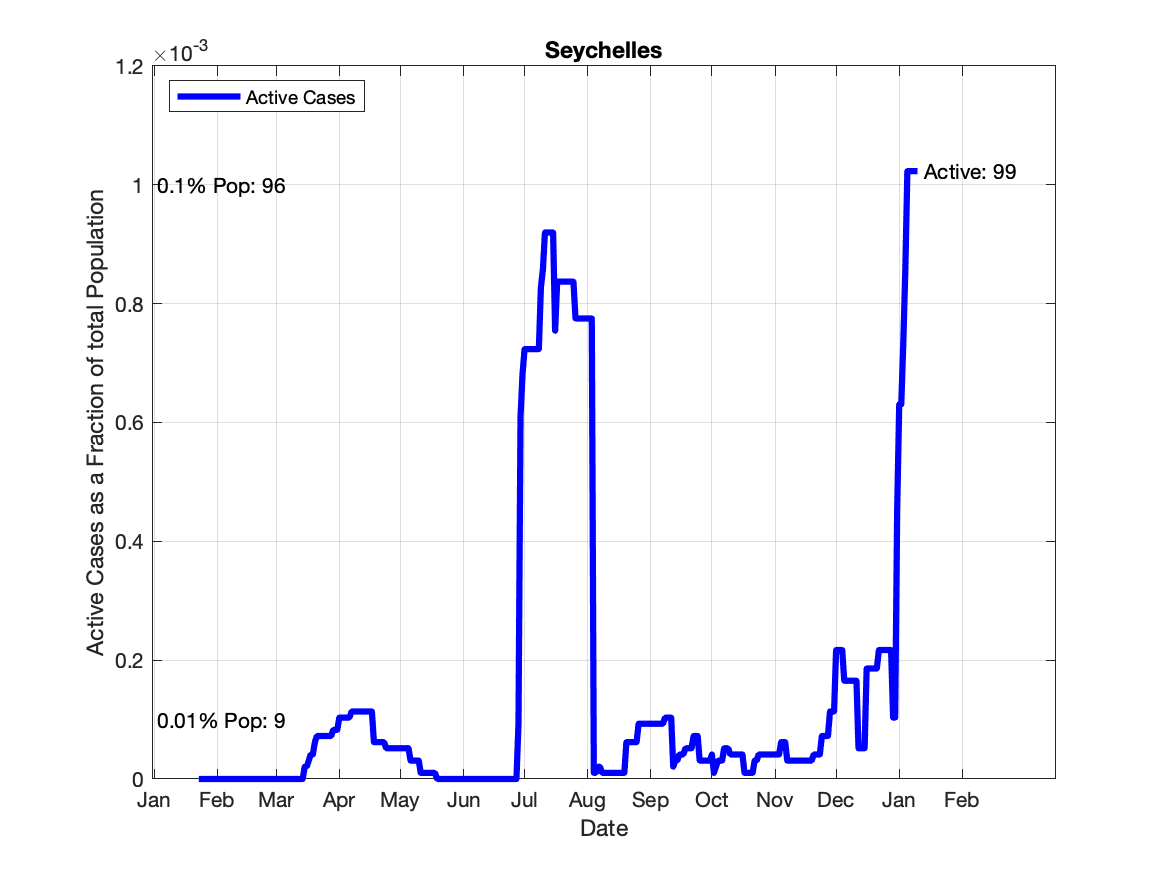 Seychelles
×10-3
1.2
1
0.8
0.6
0.4
0.2
0
Active Cases as a Fraction of total Population
Active Cases
0.1% Pop: 96
Active: 99
0.01% Pop: 9
Jan Feb Mar Apr May Jun Jul Aug Sep Oct Nov Dec Jan Feb
Date